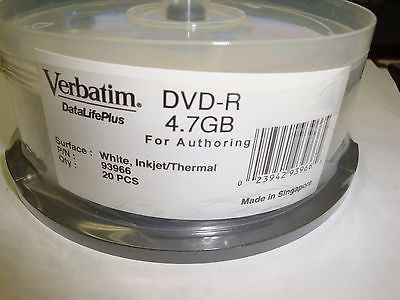 Verbatim®
DataLifePlus
DVD-R
4.7GB
For Authoring
Surface : White, Inkjet/Thermal
P/N : 93966
Qty : 20 PCS
0 23942 93966
Made in Singapore